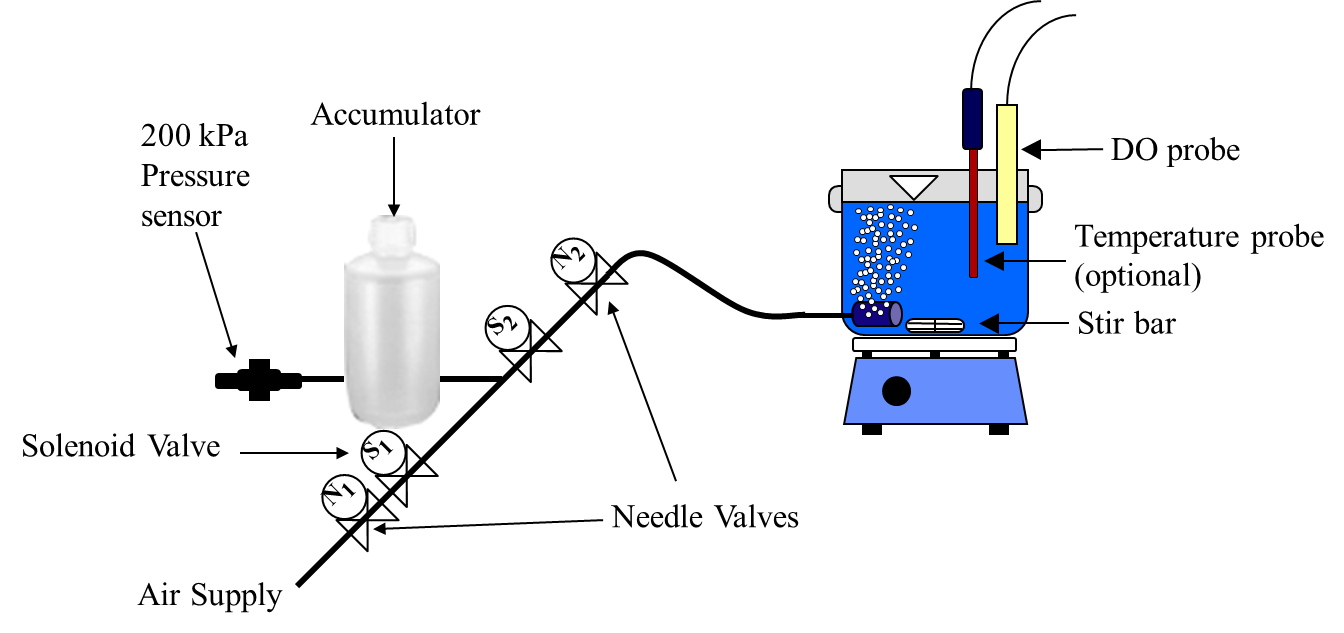 Accumulator
200 kPa
Pressure
sensor
DO probe
Temperature probe
(optional)
Stir bar
N2
S2
Solenoid Valve
S1
N1
Needle Valves
Air Supply